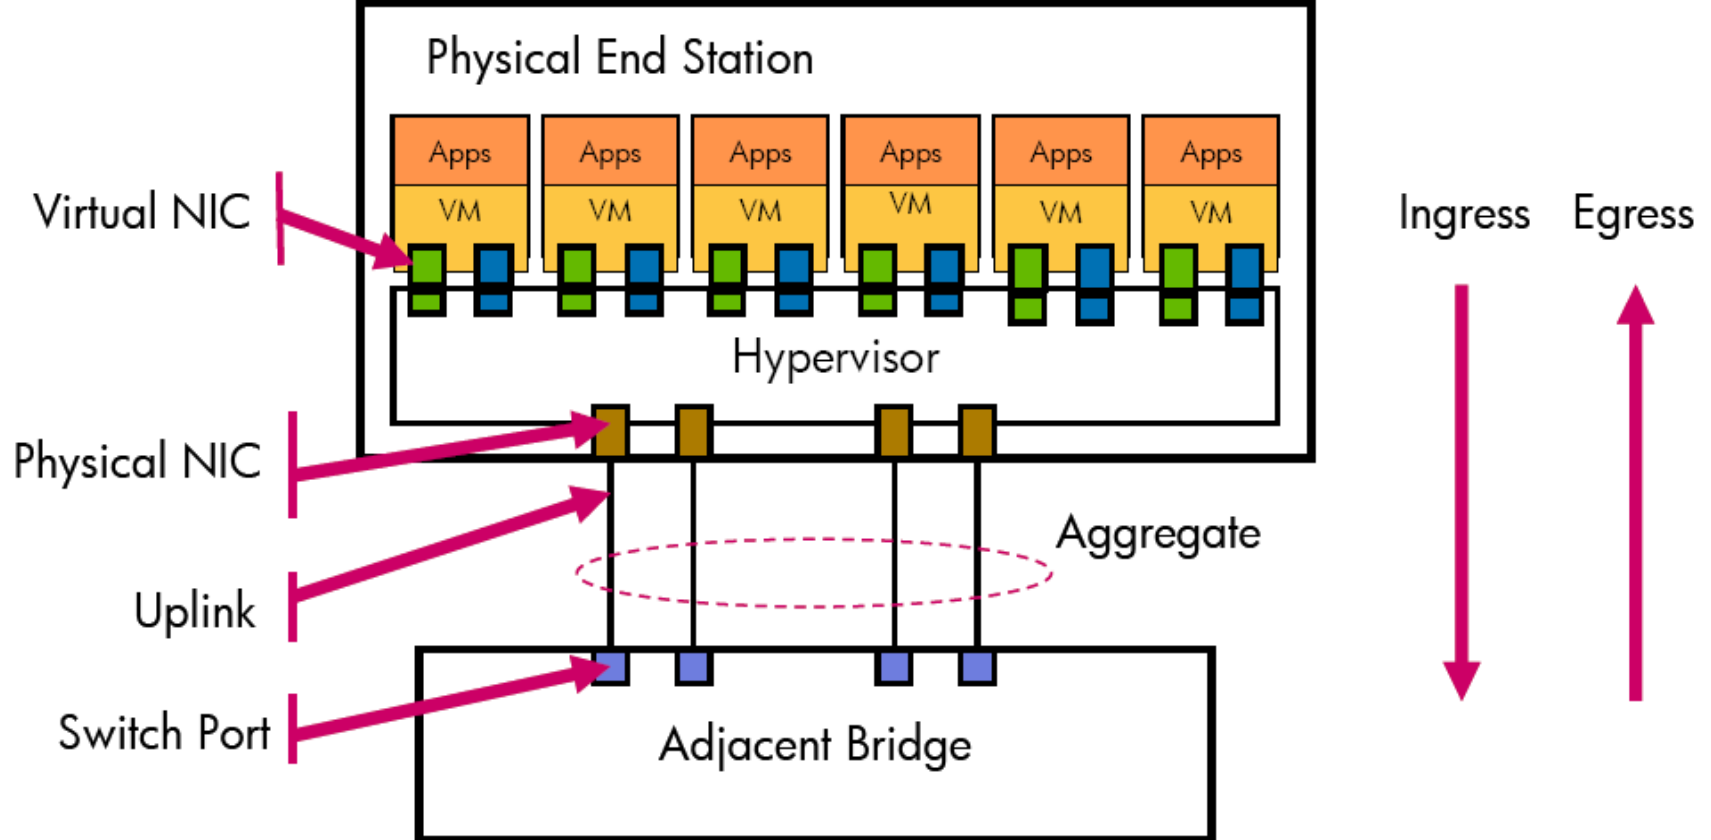 Physical End Station
Apps
Apps
Apps
Apps
Apps
Apps
VM
VM
VM
VM
VM
VM
Virtual NIC
Ingress
Egress
Hypervisor
Physical NIC
Aggregate
Uplink
Switch Port
Adjacent Bridge